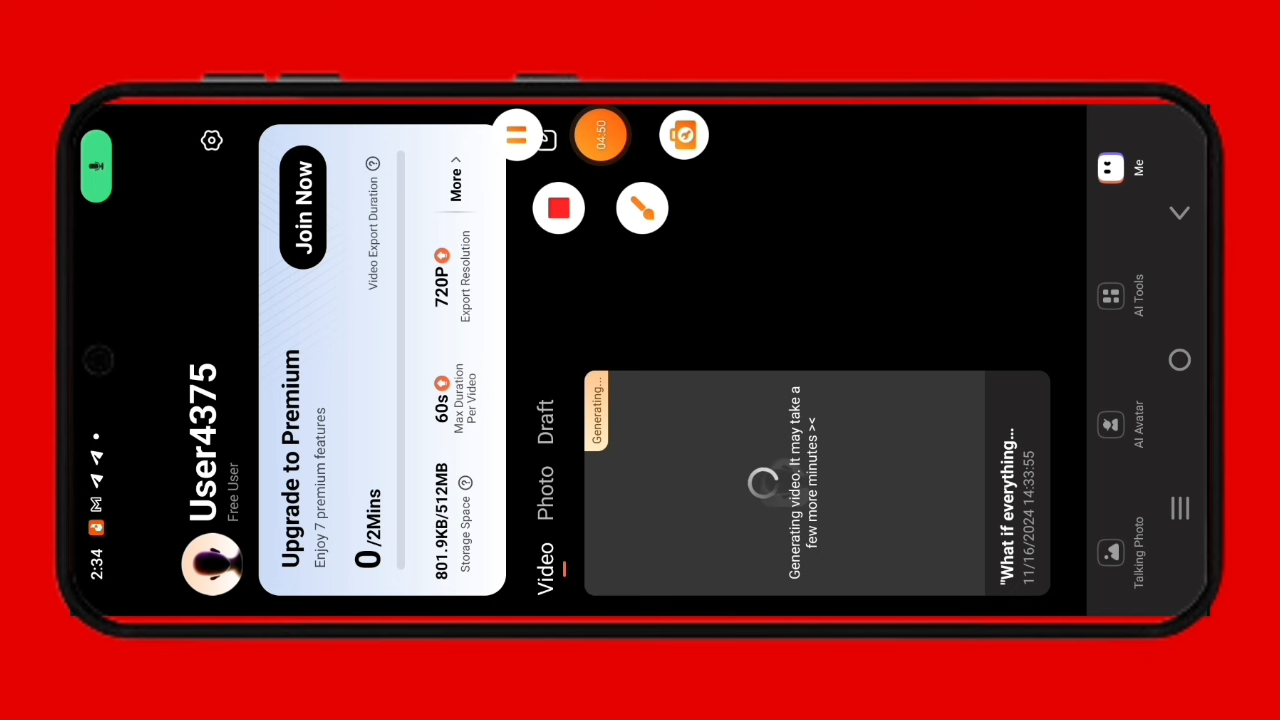 2:34
User4375
Free User
Upgrade to Premium
Join Now
Enjoy 7 premium features
0/2Mins
Video Export Duration
801.9KB/512MB
Storage Space
60s
Max Duration
Per Video
720P
Export Resolution
More >
Video
Photo
Draft
04:50
Generating...
Generating video. It may take a
few more minutes ><
"What if everything...
11/16/2024 14:33:55
Talking Photo
AI Avatar
AI Tools
Me